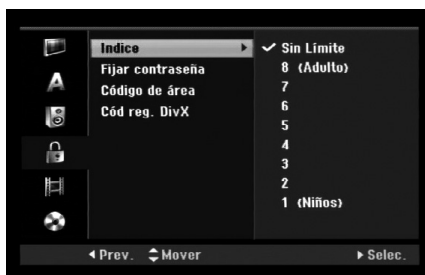 A
Indice
Fijar contraseña
Código de área
Cód reg. DivX
Sin Límite
8 (Adulto)
7
6
5
4
3
2
1 (Niños)
Prev. Mover Selec.